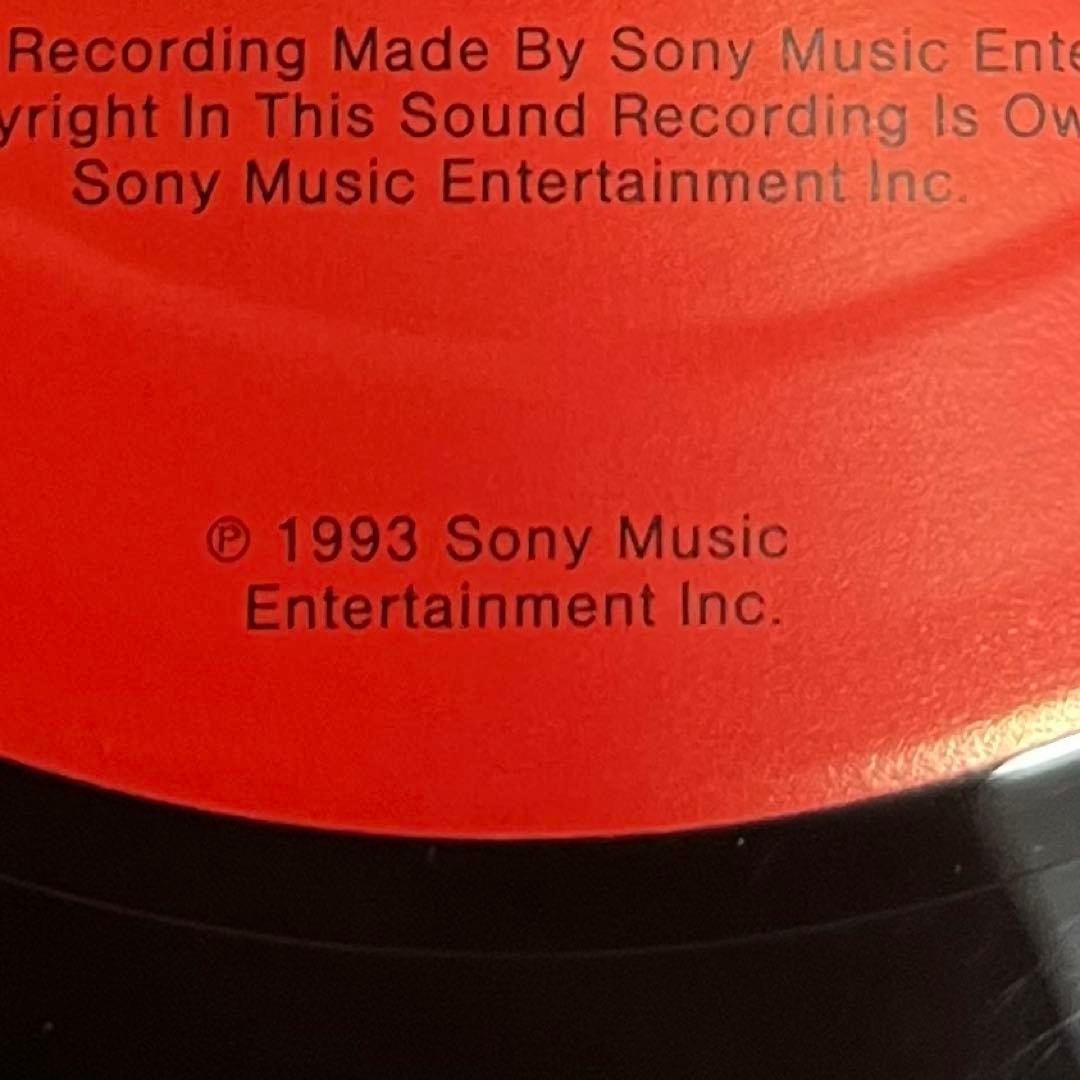 Recording Made By Sony Music Ente
yright In This Sound Recording Is Ow
Sony Music Entertainment Inc.
℗ 1993 Sony Music
Entertainment Inc.